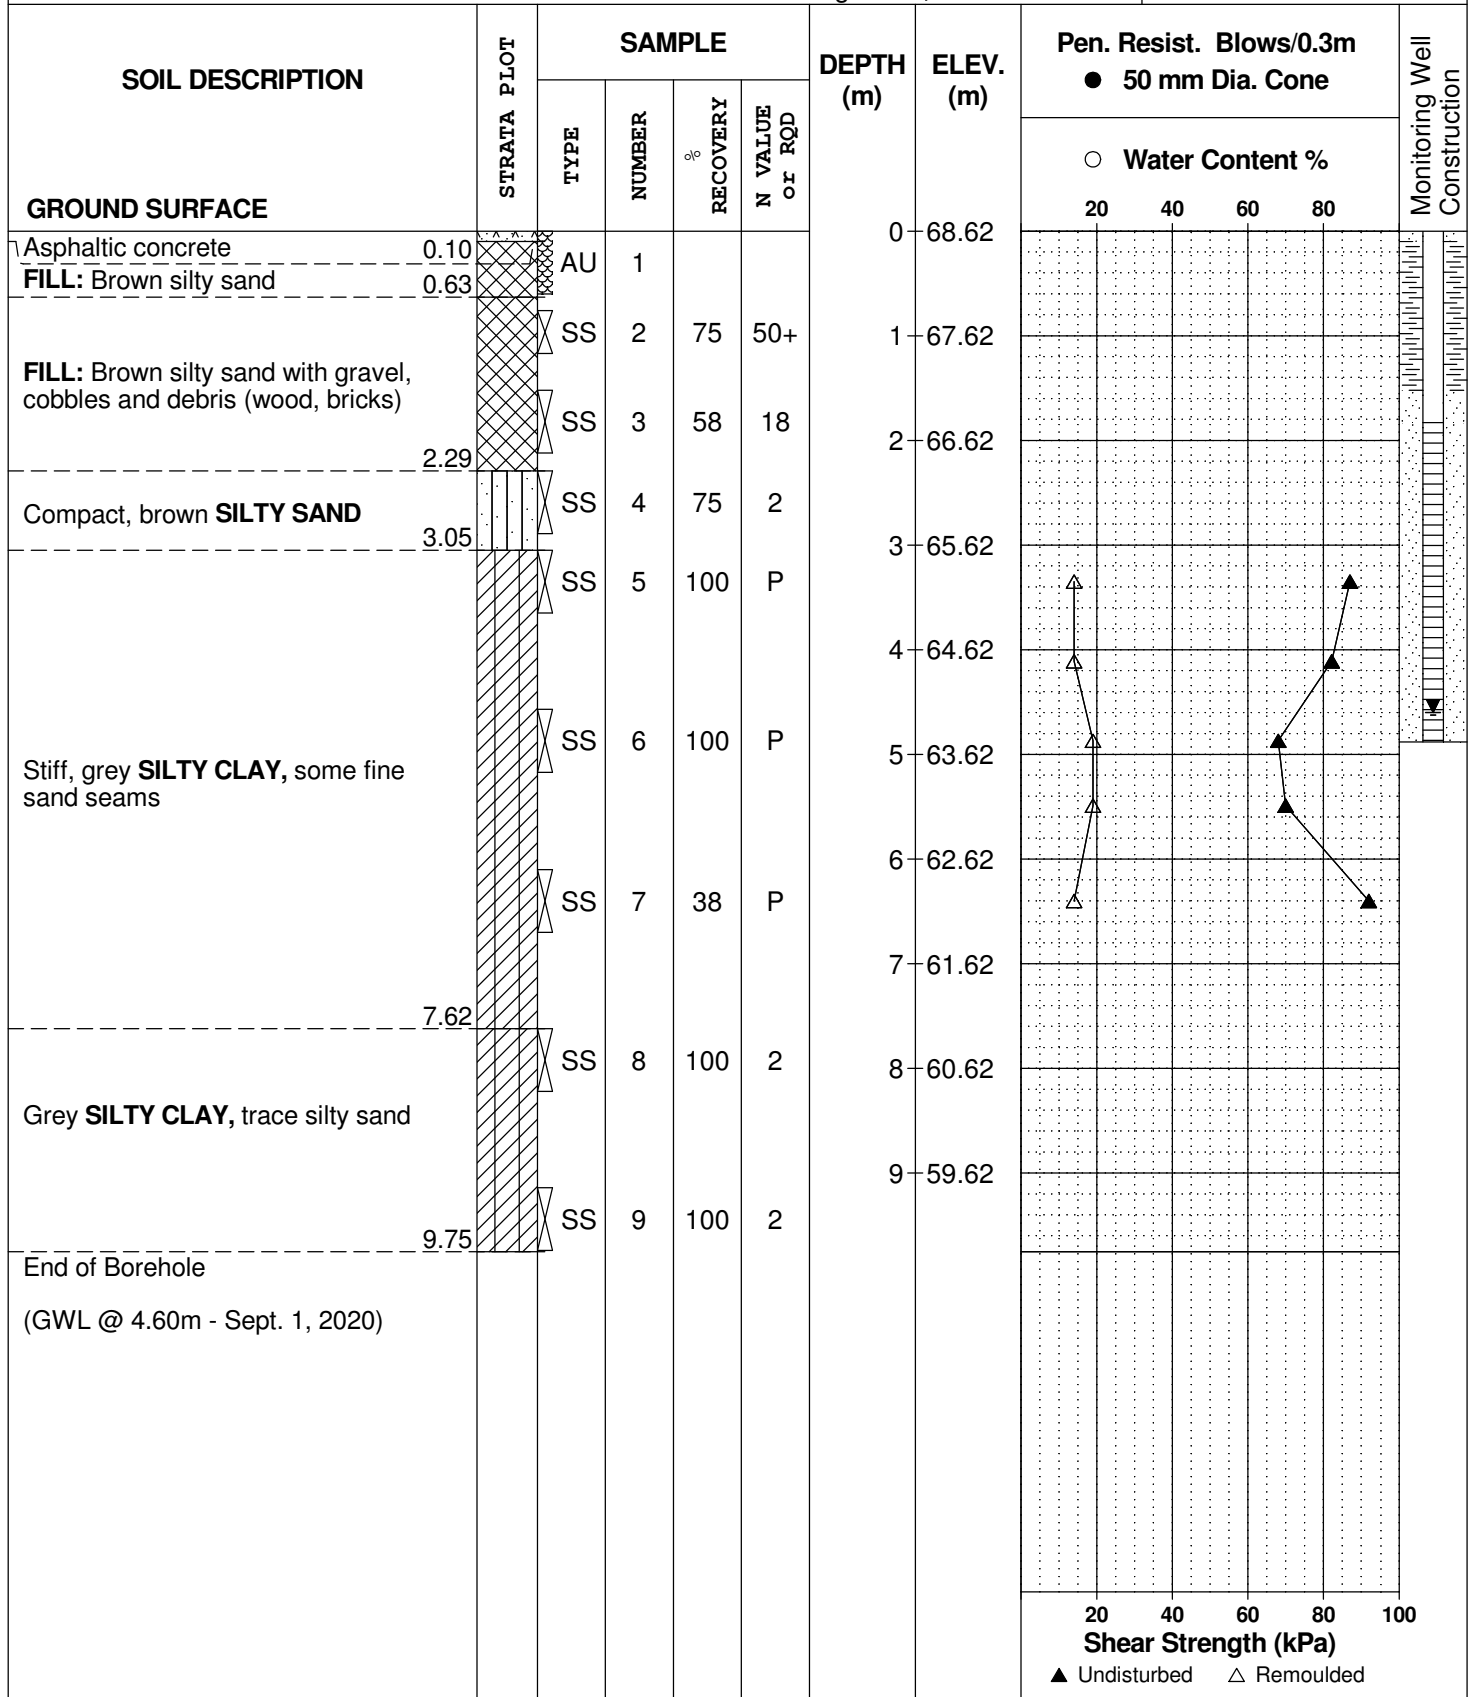 SOIL DESCRIPTION
GROUND SURFACE
STRATA PLOT
SAMPLE
TYPE
NUMBER
%
RECOVERY
N VALUE
or RQD
DEPTH
(m)
ELEV.
(m)
Pen. Resist. Blows/0.3m
● 50 mm Dia. Cone
○ Water Content %
20 40 60 80
Monitoring Well
Construction
0 68.62
Asphaltic concrete 0.10
AU 1
FILL: Brown silty sand 0.63
SS 2 75 50+
1 67.62
FILL: Brown silty sand with gravel,
cobbles and debris (wood, bricks)
SS 3 58 18
2 66.62
2.29
SS 4 75 2
Compact, brown SILTY SAND
3.05
3 65.62
SS 5 100 P
4 64.62
SS 6 100 P
5 63.62
Stiff, grey SILTY CLAY, some fine
sand seams
6 62.62
SS 7 38 P
7 61.62
7.62
SS 8 100 2
8 60.62
Grey SILTY CLAY, trace silty sand
9 59.62
SS 9 100 2
9.75
End of Borehole
(GWL @ 4.60m - Sept. 1, 2020)
20 40 60 80 100
Shear Strength (kPa)
▲ Undisturbed △ Remoulded